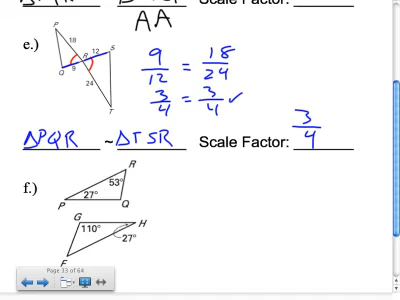 Scale Factor:
AA
e.)
P
18
12
S
R
Q
9
24
T
9/12 = 18/24
3/4 = 3/4 ✓
ΔPQR ~ΔTSR Scale Factor: 3/4
f.)
R
53°
27°
P
Q
G
H
110°
27°
F
Page 33 of 64